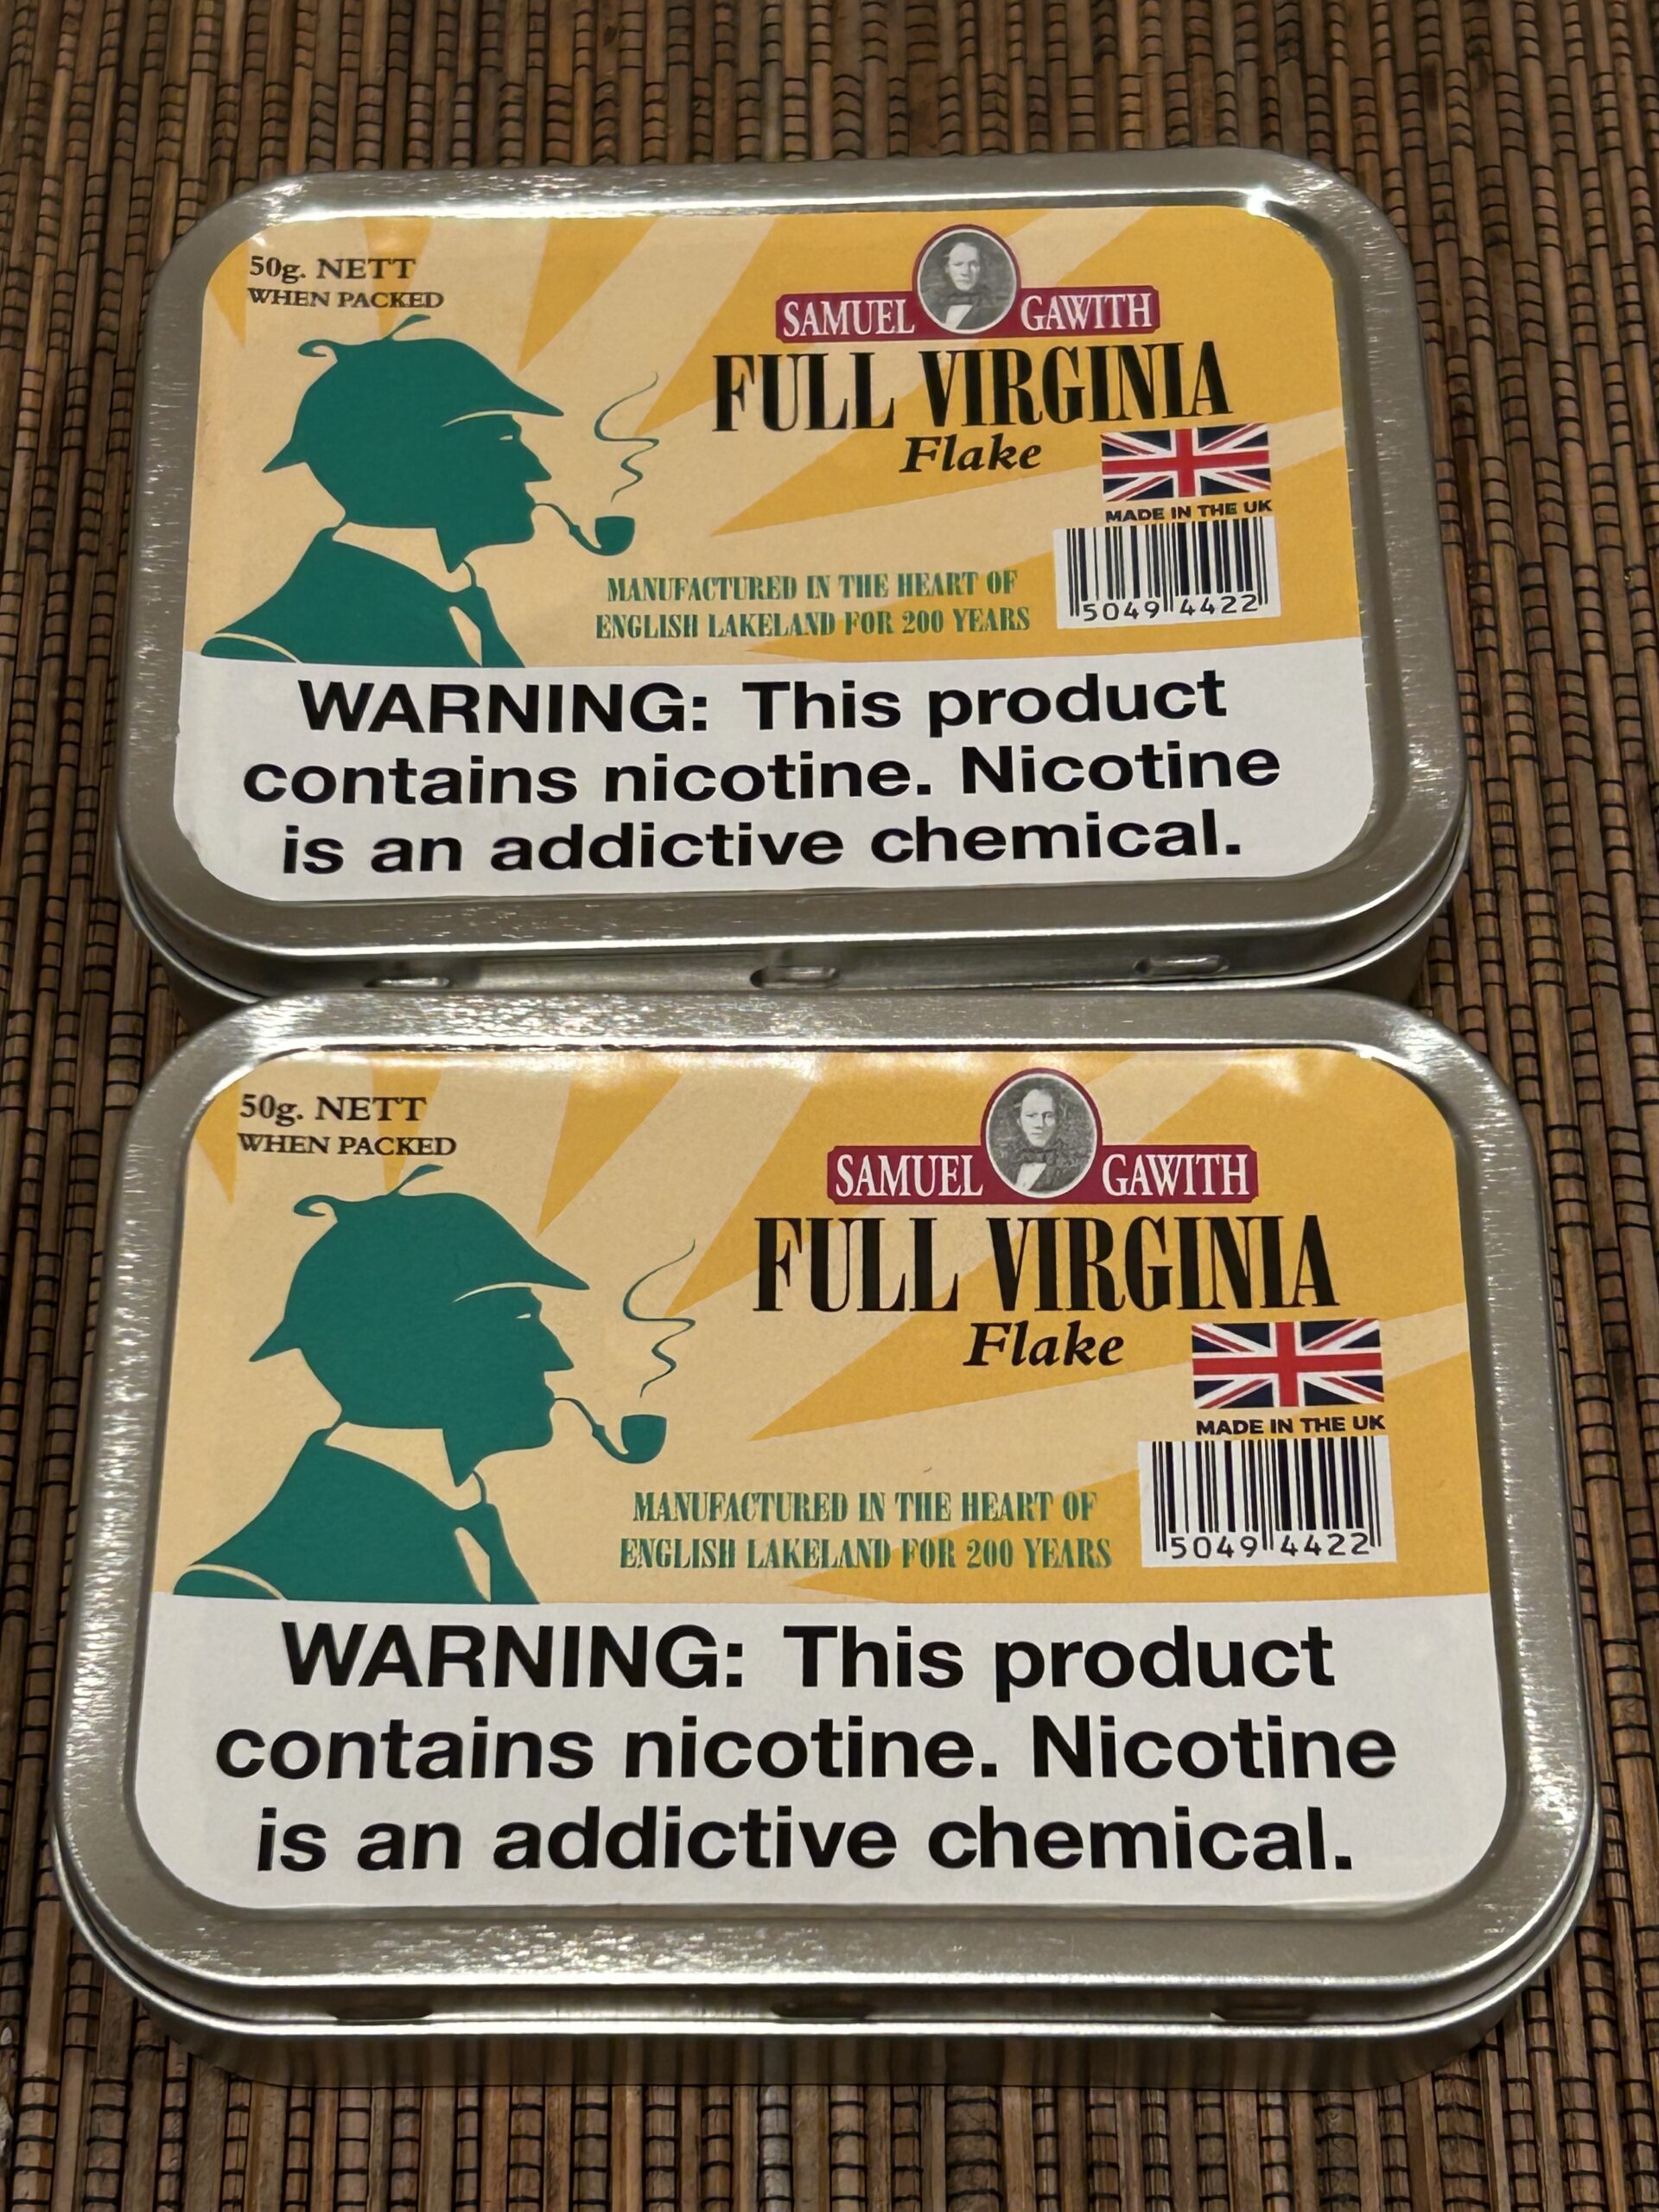 50g. NETT
WHEN PACKED
SAMUEL GAWITH
FULL VIRGINIA
Flake
MADE IN THE UK
5049 4422
MANUFACTURED IN THE HEART OF
ENGLISH LAKELAND FOR 200 YEARS
WARNING: This product
contains nicotine. Nicotine
is an addictive chemical.
50g. NETT
WHEN PACKED
SAMUEL GAWITH
FULL VIRGINIA
Flake
MADE IN THE UK
5049 4422
MANUFACTURED IN THE HEART OF
ENGLISH LAKELAND FOR 200 YEARS
WARNING: This product
contains nicotine. Nicotine
is an addictive chemical.